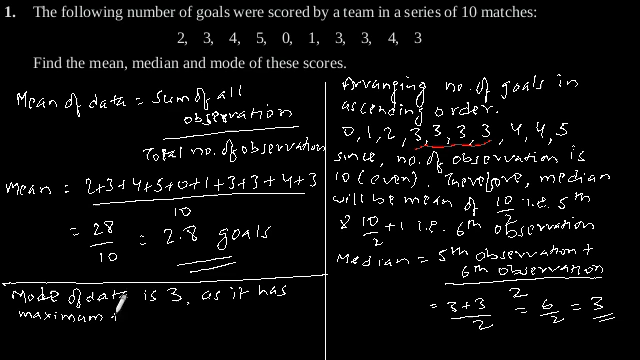 1. The following number of goals were scored by a team in a series of 10 matches:
2, 3, 4, 5, 0, 1, 3, 3, 4, 3
Find the mean, median and mode of these scores.
Mean of data = Sum of all
observation
Total no. of observation
Mean = 2+3+4+5+0+1+3+3+4+3
10
= 28
10
= 2.8 goals
Mode of data is 3, as it has
maximum
Arranging no. of goals in
ascending order.
0, 1, 2, 3, 3, 3, 3, 4, 4, 5
since, no. of observation is
10 (even). Therefore, median
will be mean of 10/2 i.e. 5th
& 10/2 + 1 i.e. 6th observation
Median = 5th observation +
6th observation
2
= 3+3/2 = 6/2 = 3